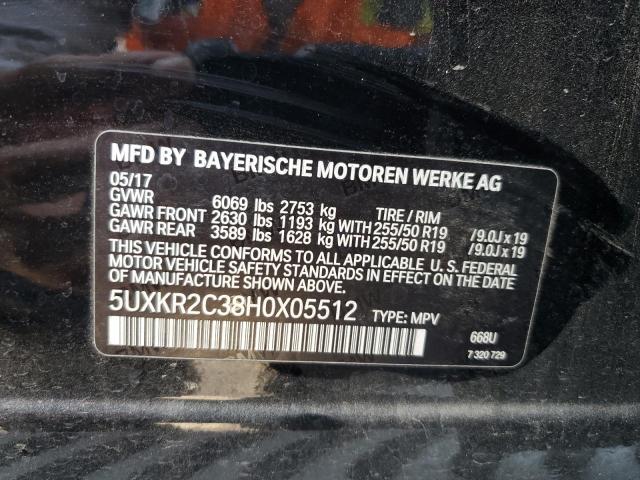 MFD BY BAYERISCHE MOTOREN WERKE AG
05/17
GVWR 6069 lbs 2753 kg TIRE / RIM
GAWR FRONT 2630 lbs 1193 kg WITH 255/50 R19 /9.0J x 19
GAWR REAR 3589 lbs 1628 kg WITH 255/50 R19 /9.0J x 19
THIS VEHICLE CONFORMS TO ALL APPLICABLE U.S. FEDERAL
MOTOR VEHICLE SAFETY STANDARDS IN EFFECT ON THE DATE
OF MANUFACTURE SHOWN ABOVE.
5UXKR2C38H0X05512 TYPE: MPV
668U
7 320 729